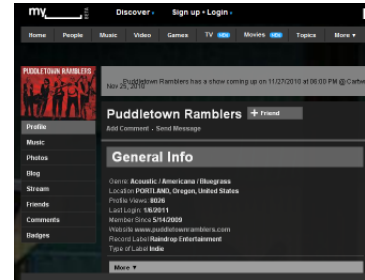 my_____ BETA
Discover Sign up • Login
Home People Music Video Games TV NEW Movies NEW Topics More ▾
PUDDLETOWN RAMBLERS
Puddletown Ramblers has a show coming up on 11/27/2010 at 06:00 PM @
Nov 25, 2010
Puddletown Ramblers + Friend
Add Comment • Send Message
Profile
Music
Photos
Blog
Stream
Friends
Comments
Badges
General Info
Genre Acoustic / Americana / Bluegrass
Location PORTLAND, Oregon, United States
Profile Views: 8026
Last Login: 1/6/2011
Member Since 5/14/2009
Website www.puddletownramblers.com
Record Label Raindrop Entertainment
Type of Label Indie
More ▾